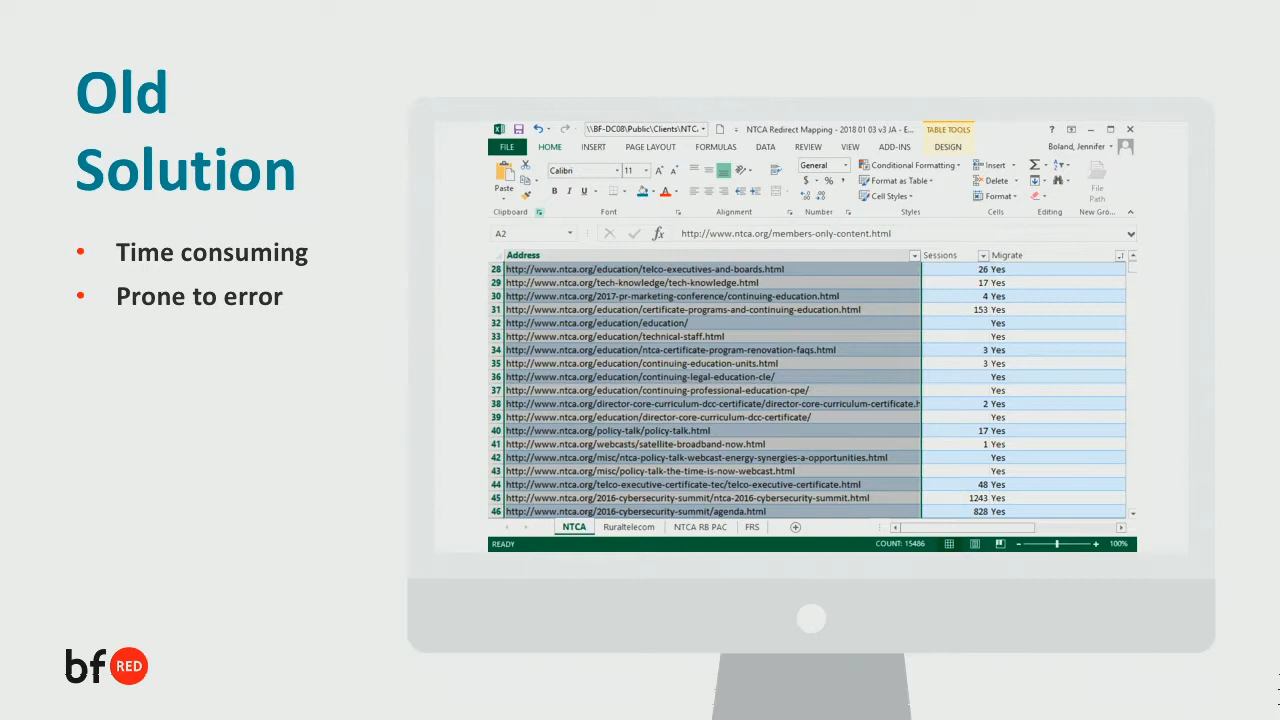 Old
Solution
• Time consuming
• Prone to error
\\BF-DC08\Public\Clients\NTC
NTCA Redirect Mapping - 2018 01 03 v3 JA - E...
TABLE TOOLS
?
FILE HOME INSERT PAGE LAYOUT FORMULAS DATA REVIEW VIEW ADD-INS DESIGN Boland, Jennifer
Paste
Clipboard
Calibri 11
B I U
Font
Alignment
General
$ % ,
Number
Conditional Formatting
Format as Table
Cell Styles
Styles
Insert
Delete
Format
Cells
Editing
File
Path
New Gro...
A2 fx http://www.ntca.org/members-only-content.html
Address Sessions Migrate
28 http://www.ntca.org/education/telco-executives-and-boards.html 26 Yes
29 http://www.ntca.org/tech-knowledge/tech-knowledge.html 17 Yes
30 http://www.ntca.org/2017-pr-marketing-conference/continuing-education.html 4 Yes
31 http://www.ntca.org/education/certificate-programs-and-continuing-education.html 153 Yes
32 http://www.ntca.org/education/education/ Yes
33 http://www.ntca.org/education/technical-staff.html Yes
34 http://www.ntca.org/education/ntca-certificate-program-renovation-faqs.html 3 Yes
35 http://www.ntca.org/education/continuing-education-units.html 3 Yes
36 http://www.ntca.org/education/continuing-legal-education-cle/ Yes
37 http://www.ntca.org/education/continuing-professional-education-cpe/ Yes
38 http://www.ntca.org/director-core-curriculum-dcc-certificate/director-core-curriculum-certificate.h 2 Yes
39 http://www.ntca.org/education/director-core-curriculum-dcc-certificate/ Yes
40 http://www.ntca.org/policy-talk/policy-talk.html 17 Yes
41 http://www.ntca.org/webcasts/satellite-broadband-now.html 1 Yes
42 http://www.ntca.org/misc/ntca-policy-talk-webcast-energy-synergies-a-opportunities.html Yes
43 http://www.ntca.org/misc/policy-talk-the-time-is-now-webcast.html Yes
44 http://www.ntca.org/telco-executive-certificate-tec/telco-executive-certificate.html 48 Yes
45 http://www.ntca.org/2016-cybersecurity-summit/ntca-2016-cybersecurity-summit.html 1243 Yes
46 http://www.ntca.org/2016-cybersecurity-summit/agenda.html 828 Yes
NTCA Ruraltelecom NTCA RB PAC FRS
READY COUNT: 15486 100%
bf RED